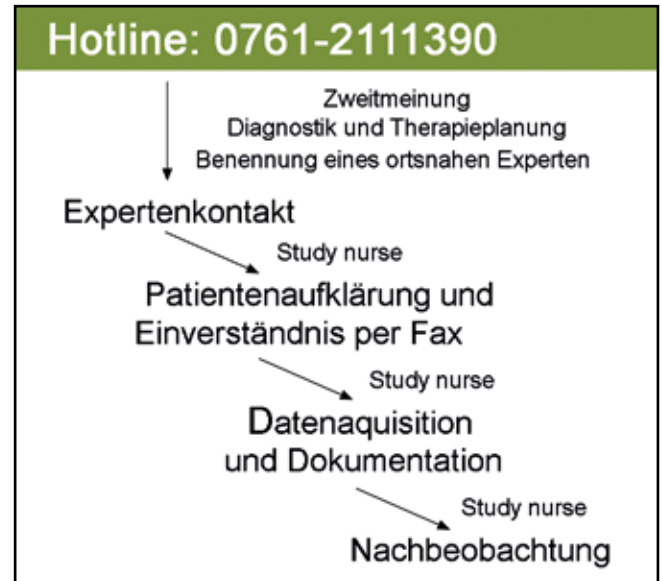 Hotline: 0761-2111390
Zweitmeinung
Diagnostik und Therapieplanung
Benennung eines ortsnahen Experten
Expertenkontakt
Study nurse
Patientenaufklärung und
Einverständnis per Fax
Study nurse
Datenaquisition
und Dokumentation
Study nurse
Nachbeobachtung